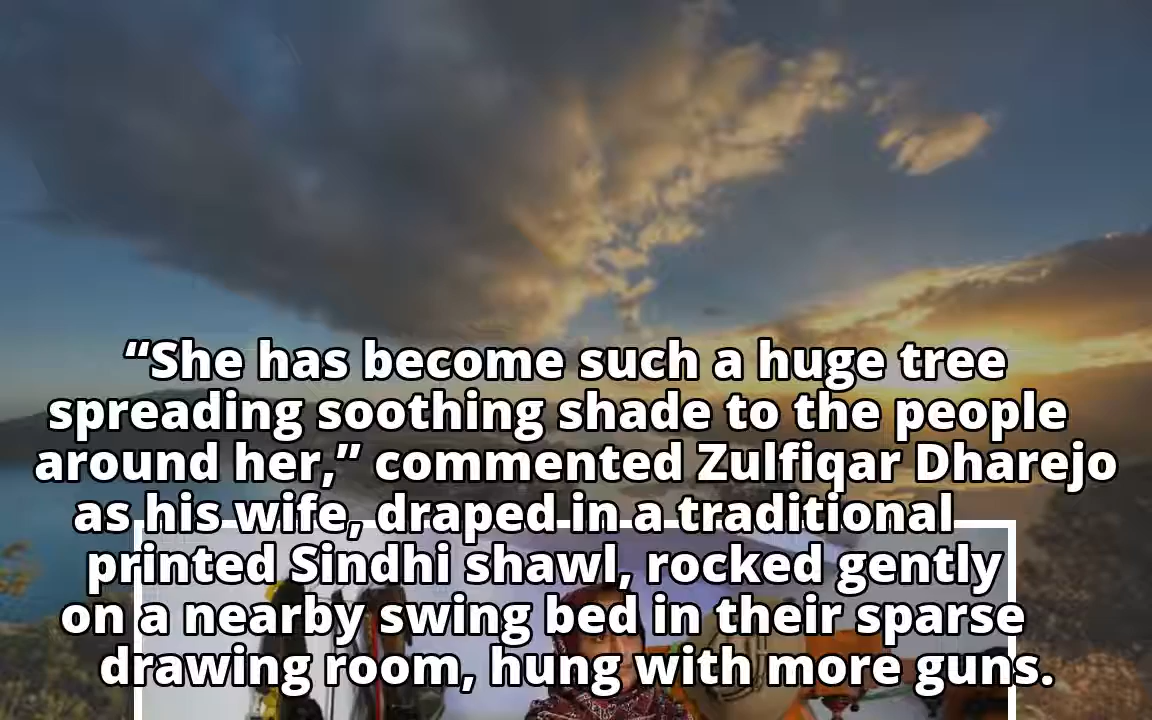 “She has become such a huge tree
spreading soothing shade to the people
around her,” commented Zulfiqar Dharejo
as his wife, draped in a traditional
printed Sindhi shawl, rocked gently
on a nearby swing bed in their sparse
drawing room, hung with more guns.